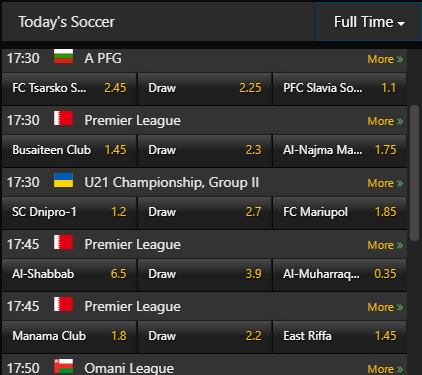 Today's Soccer Full Time
17:30 A PFG More »
FC Tsarsko S... 2.45 Draw 2.25 PFC Slavia So... 1.1
17:30 Premier League More »
Busaiteen Club 1.45 Draw 2.3 Al-Najma Ma... 1.75
17:30 U21 Championship, Group II More »
SC Dnipro-1 1.2 Draw 2.7 FC Mariupol 1.85
17:45 Premier League More »
Al-Shabbab 6.5 Draw 3.9 Al-Muharraq... 0.35
17:45 Premier League More »
Manama Club 1.8 Draw 2.2 East Riffa 1.45
17:50 Omani League More »